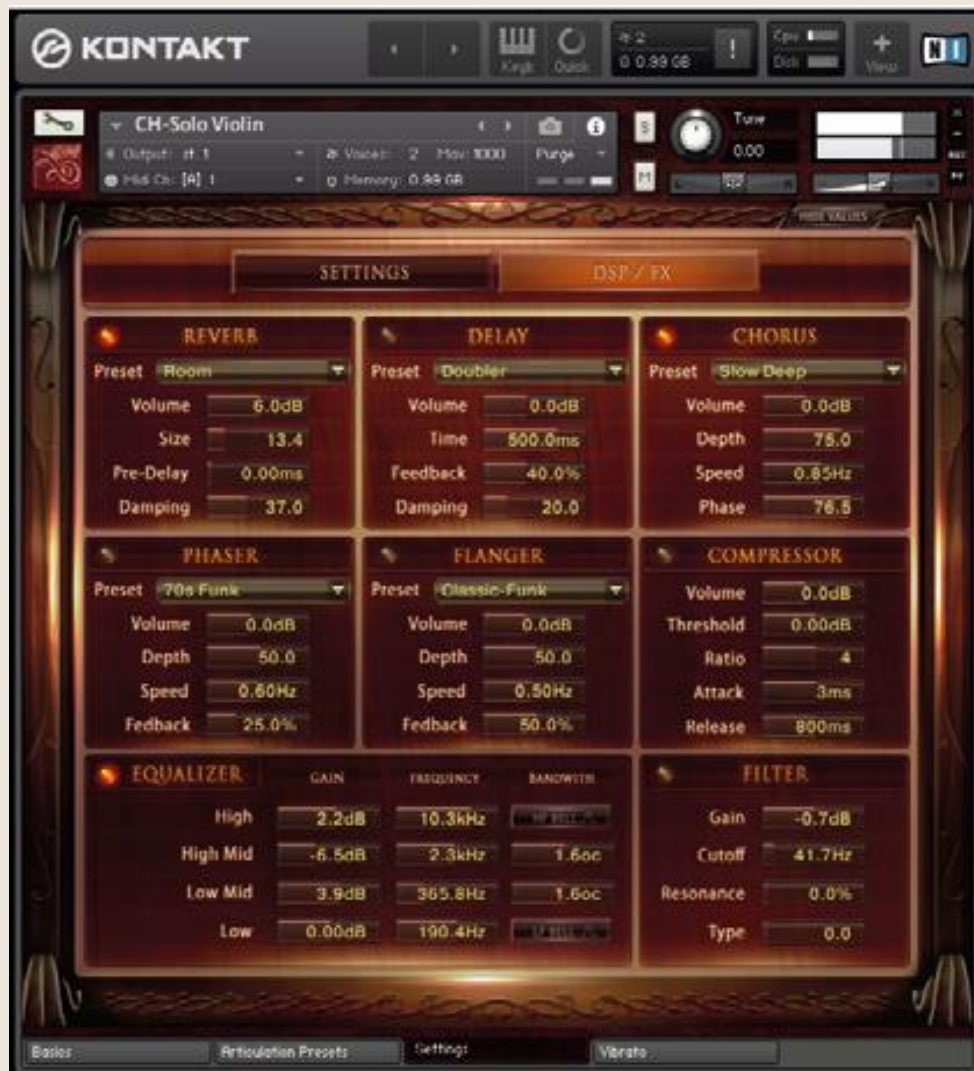 KONTAKT
Keyb Quick 2 0.99 GB ! Cpu Disk + View NI
CH-Solo Violin i S Tune
Output: st. 1 Voices: 2 Max: 1000 Purge 0.00
Midi Ch: [A] 1 Memory: 0.99 GB M L R
HIDE VALUES
SETTINGS DSP / FX
REVERB DELAY CHORUS
Preset Room Preset Doubler Preset Slow Deep
Volume 6.0dB Volume 0.0dB Volume 0.0dB
Size 13.4 Time 500.0ms Depth 75.0
Pre-Delay 0.00ms Feedback 40.0% Speed 0.85Hz
Damping 37.0 Damping 20.0 Phase 76.5
PHASER FLANGER COMPRESSOR
Preset 70s Funk Preset Classic-Funk Volume 0.0dB
Volume 0.0dB Volume 0.0dB Threshold 0.00dB
Depth 50.0 Depth 50.0 Ratio 4
Speed 0.60Hz Speed 0.50Hz Attack 3ms
Fedback 25.0% Fedback 50.0% Release 800ms
EQUALIZER GAIN FREQUENCY BANDWITH FILTER
High 2.2dB 10.3kHz Gain -0.7dB
High Mid -6.5dB 2.3kHz 1.6oc Cutoff 41.7Hz
Low Mid 3.9dB 365.8Hz 1.6oc Resonance 0.0%
Low 0.00dB 190.4Hz Type 0.0
Basics Articulation Presets Settings Vibrato